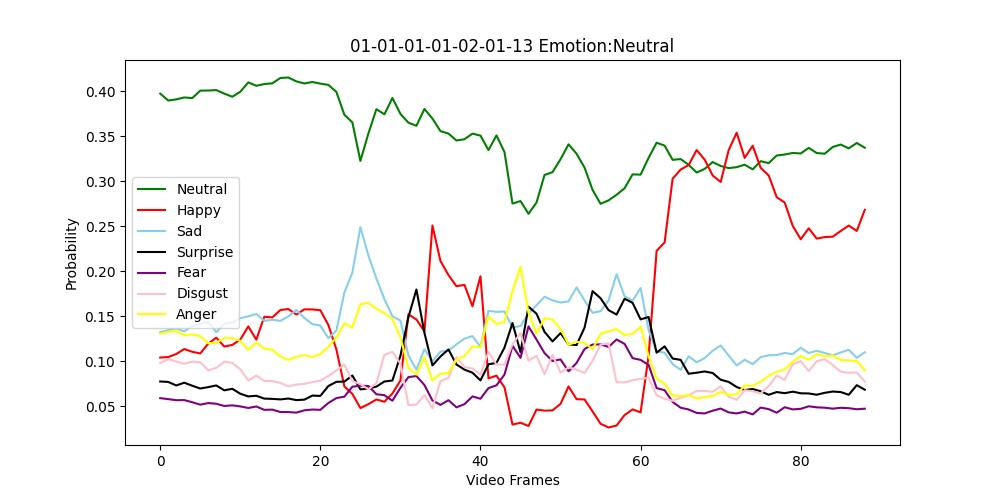 01-01-01-01-02-01-13 Emotion:Neutral
Probability
0.40
0.35
0.30
0.25
0.20
0.15
0.10
0.05
Neutral
Happy
Sad
Surprise
Fear
Disgust
Anger
0 20 40 60 80
Video Frames